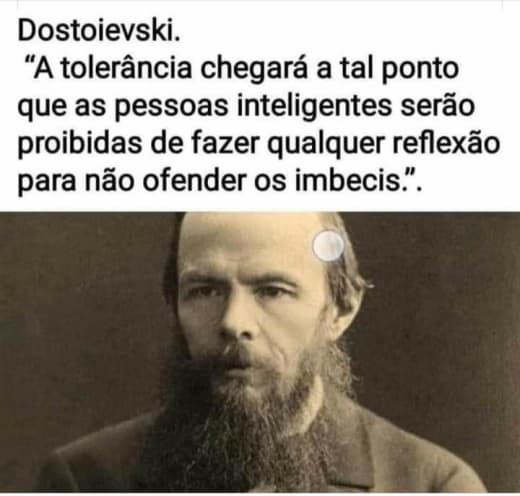 Dostoievski.
“A tolerância chegará a tal ponto
que as pessoas inteligentes serão
proibidas de fazer qualquer reflexão
para não ofender os imbecis.”.